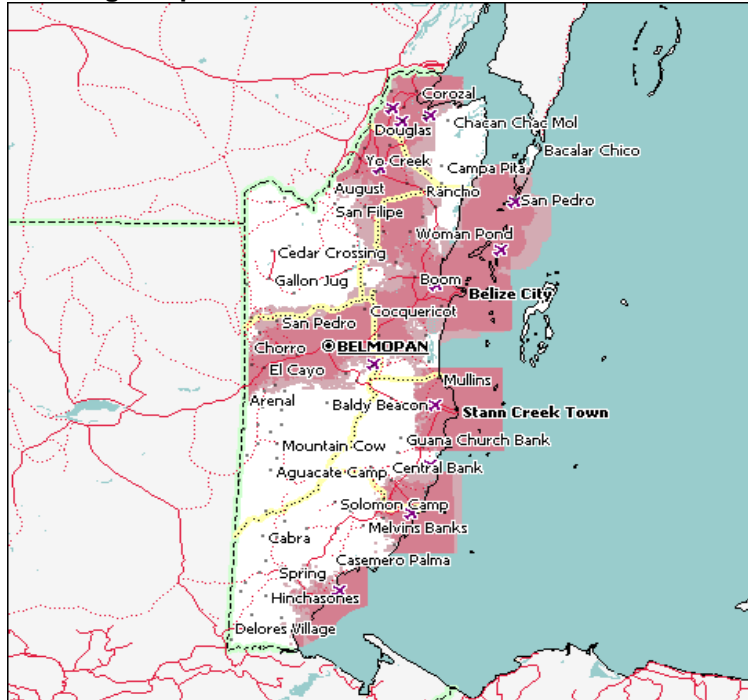 Corozal
Chacan Chac Mol
Douglas
Bacalar Chico
Yo Creek
Campa Pita
August
Rancho
San Pedro
San Filipe
Woman Pond
Cedar Crossing
Gallon Jug
Boom
Belize City
Cocquericot
San Pedro
Chorro
BELMOPAN
El Cayo
Mullins
Arenal
Baldy Beacon
Stann Creek Town
Mountain Cow
Guana Church Bank
Aguacate Camp
Central Bank
Solomon Camp
Melvins Banks
Cabra
Casemero Palma
Spring
Hinchasones
Delores Village